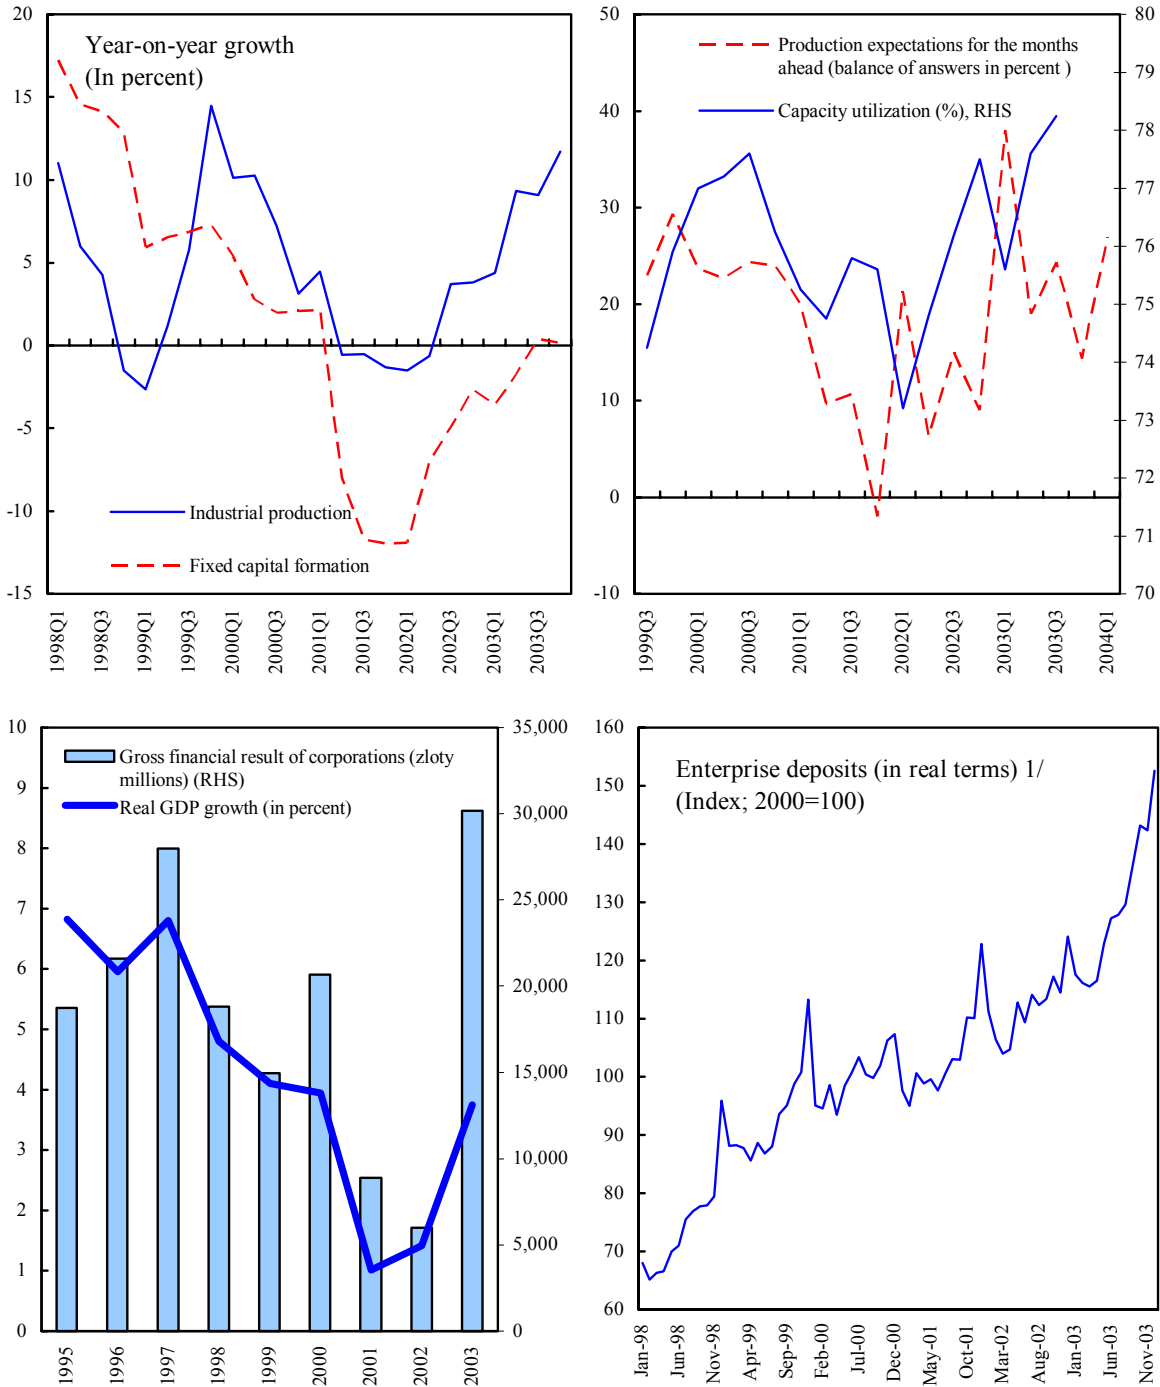 20
15
10
5
0
-5
-10
-15
Year-on-year growth
(In percent)
Industrial production
Fixed capital formation
1998Q1
1998Q3
1999Q1
1999Q3
2000Q1
2000Q3
2001Q1
2001Q3
2002Q1
2002Q3
2003Q1
2003Q3
50
40
30
20
10
0
-10
Production expectations for the months
ahead (balance of answers in percent )
Capacity utilization (%), RHS
80
79
78
77
76
75
74
73
72
71
70
1999Q3
2000Q1
2000Q3
2001Q1
2001Q3
2002Q1
2002Q3
2003Q1
2003Q3
2004Q1
10
9
8
7
6
5
4
3
2
1
0
Gross financial result of corporations (zloty
millions) (RHS)
Real GDP growth (in percent)
35,000
30,000
25,000
20,000
15,000
10,000
5,000
0
1995
1996
1997
1998
1999
2000
2001
2002
2003
160
150
140
130
120
110
100
90
80
70
60
Enterprise deposits (in real terms) 1/
(Index; 2000=100)
Jan-98
Jun-98
Nov-98
Apr-99
Sep-99
Feb-00
Jul-00
Dec-00
May-01
Oct-01
Mar-02
Aug-02
Jan-03
Jun-03
Nov-03